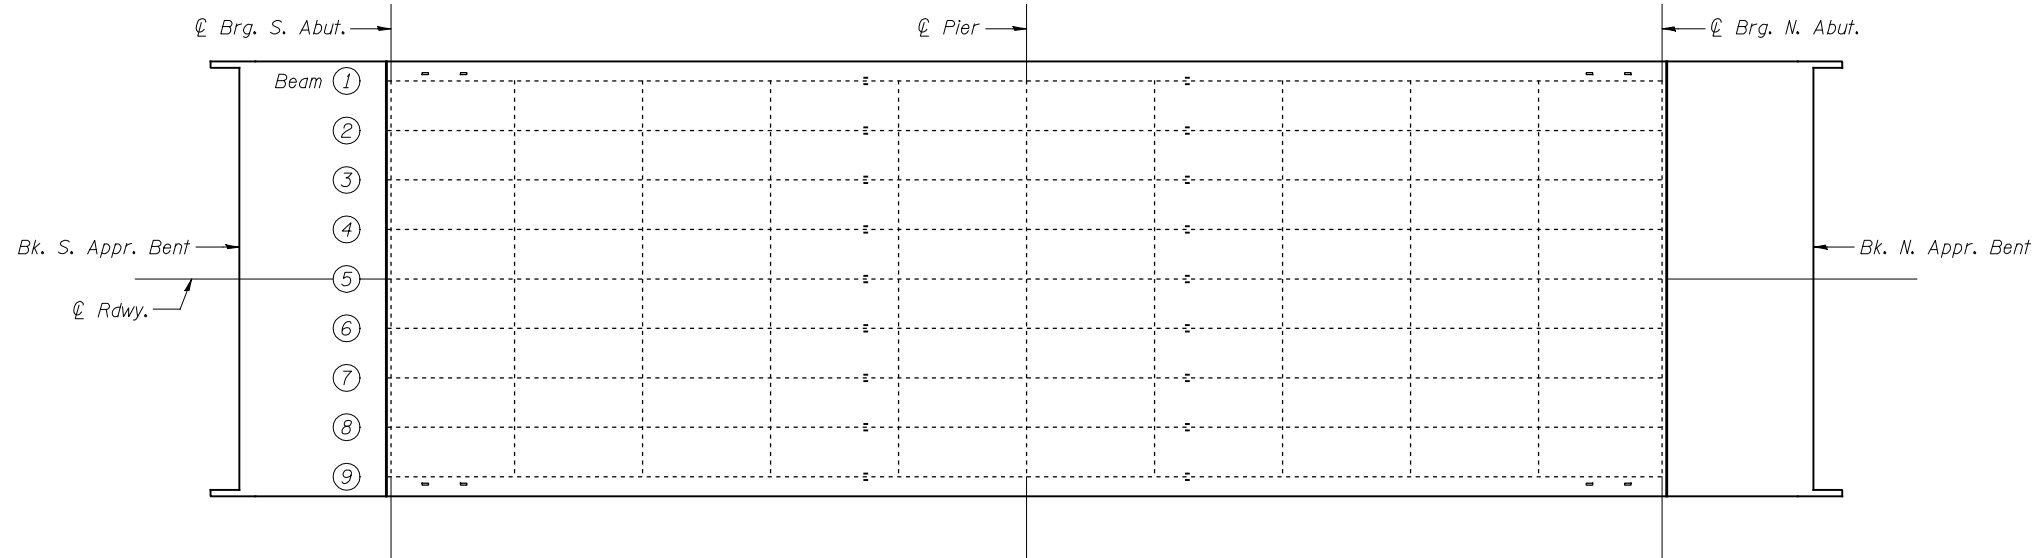 ℄ Brg. S. Abut.
℄ Pier
℄ Brg. N. Abut.
Beam 1
2
3
4
Bk. S. Appr. Bent
Bk. N. Appr. Bent
5
℄ Rdwy.
6
7
8
9